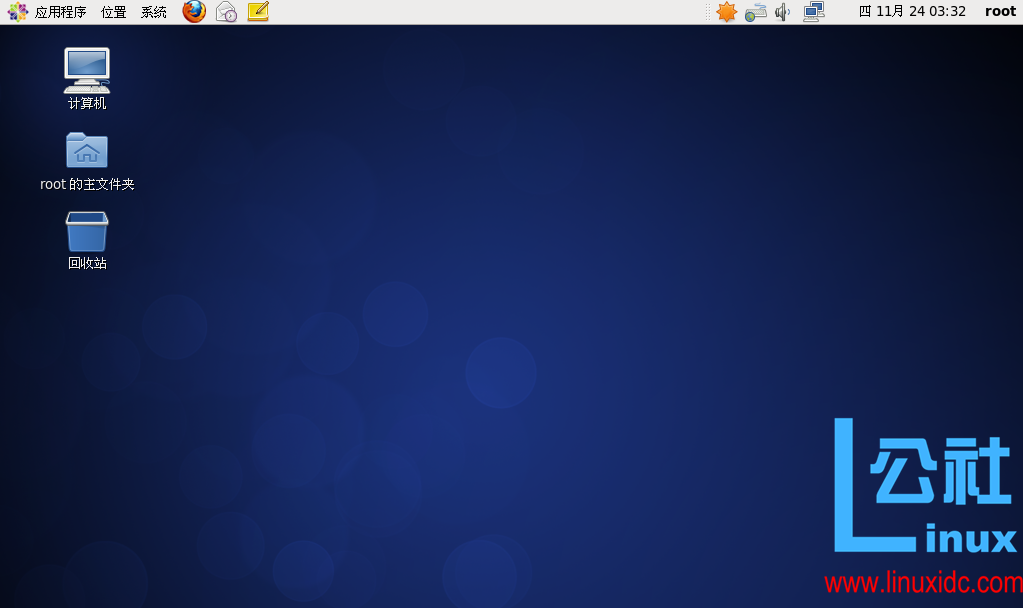 应用程序 位置 系统 四 11月 24 03:32 root
计算机
root 的主文件夹
回收站
公社
Linux
www.linuxidc.com